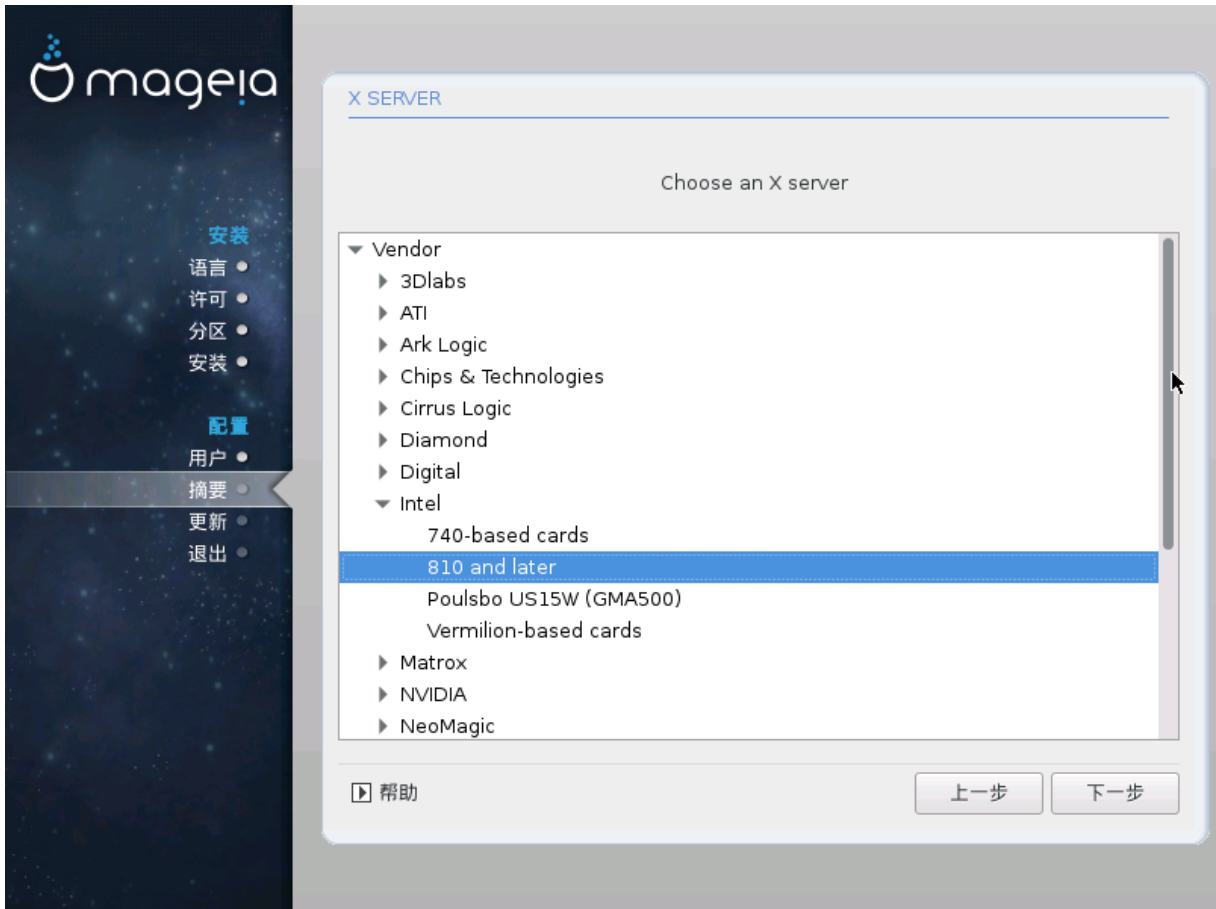 mageia
安装
语言
许可
分区
安装
配置
用户
摘要
更新
退出
X SERVER
Choose an X server
Vendor
3Dlabs
ATI
Ark Logic
Chips & Technologies
Cirrus Logic
Diamond
Digital
Intel
740-based cards
810 and later
Poulsbo US15W (GMA500)
Vermilion-based cards
Matrox
NVIDIA
NeoMagic
帮助
上一步
下一步